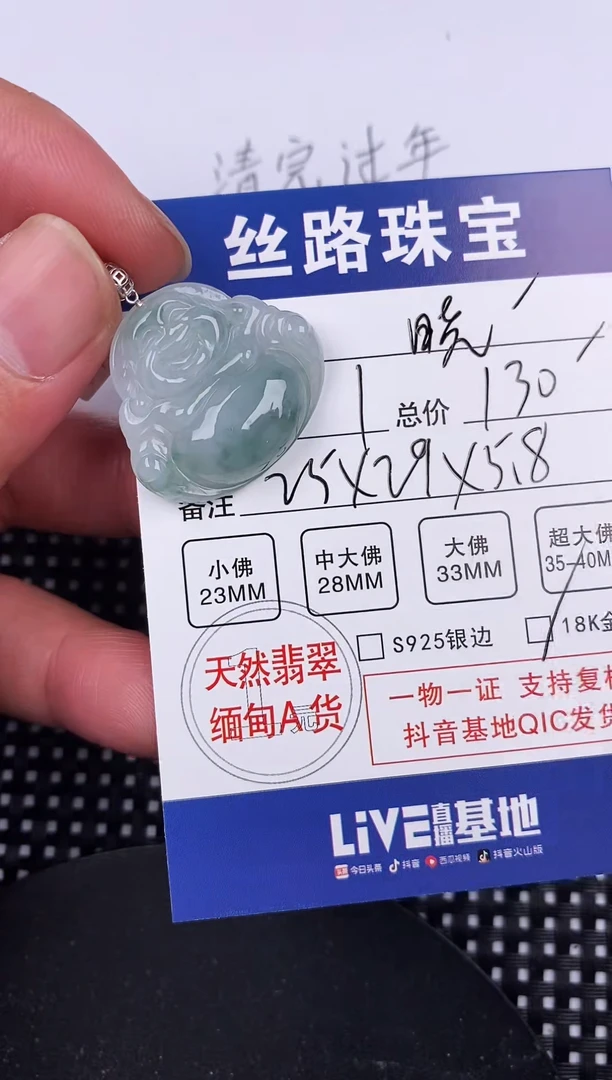 清完过年
丝路珠宝
晓
1 总价 130
备注 25X29X5.8
小佛 中大佛 大佛 超大佛
23MM 28MM 33MM 35-40M
S925银边 18K金
天然翡翠
缅甸A货
一物一证 支持复检
抖音基地QIC发货
LiVE直播基地
今日头条 抖音 西瓜视频 抖音火山版